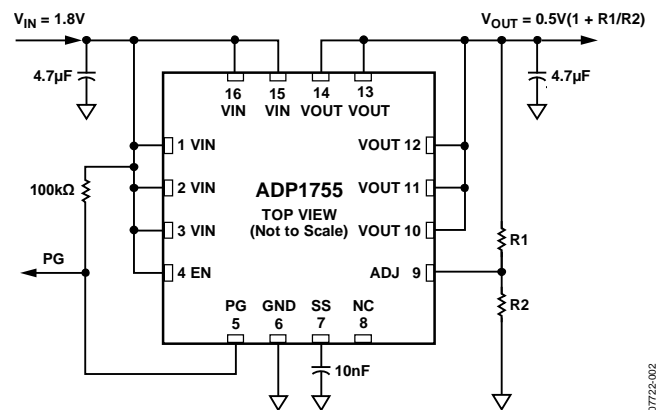 VIN = 1.8V
VOUT = 0.5V(1 + R1/R2)
4.7µF
4.7µF
16
VIN
15
VIN
14
VOUT
13
VOUT
1 VIN
2 VIN
3 VIN
4 EN
VOUT 12
VOUT 11
VOUT 10
ADJ 9
ADP1755
TOP VIEW
(Not to Scale)
100kΩ
PG
R1
R2
PG
5
GND
6
SS
7
NC
8
10nF
07722-002